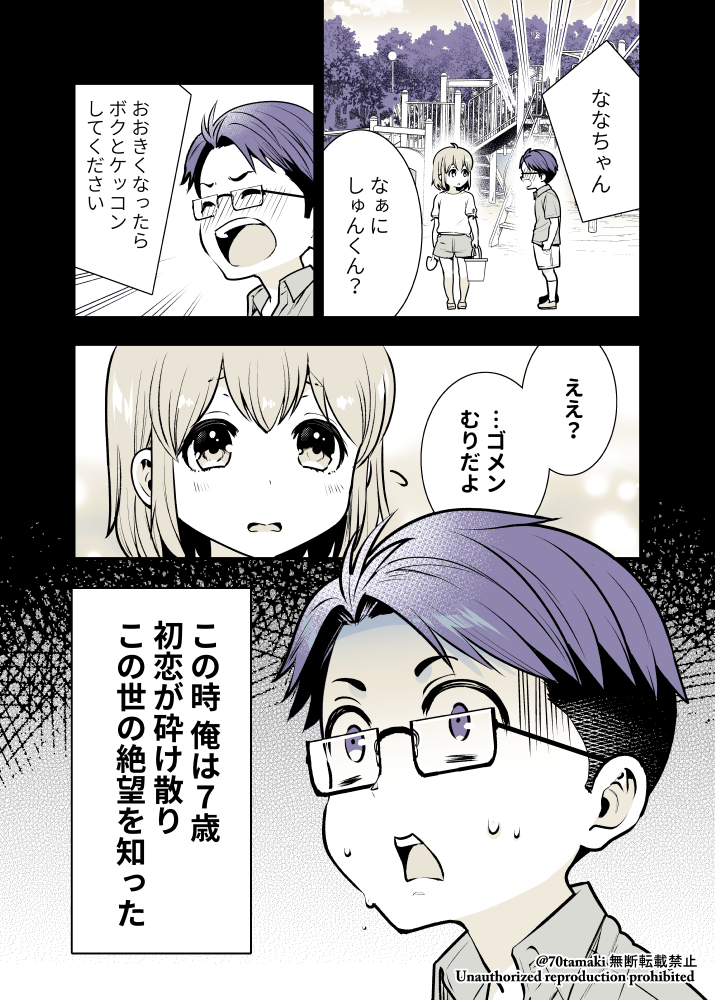 ななちゃん
なぁに
しゅんくん?
おおきくなったら
ボクとケッコン
してください
ええ?
…ゴメン
むりだよ
この時 俺は7歳
初恋が砕け散り
この世の絶望を知った
@70tamaki 無断転載禁止
Unauthorized reproduction prohibited